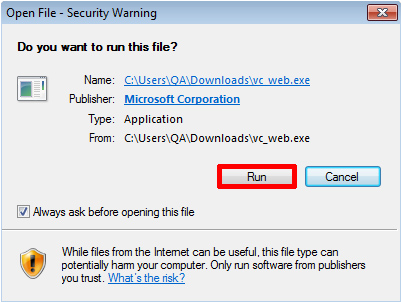 Open File - Security Warning
Do you want to run this file?
Name: C:\Users\QA\Downloads\vc_web.exe
Publisher: Microsoft Corporation
Type: Application
From: C:\Users\QA\Downloads\vc_web.exe
Run Cancel
Always ask before opening this file
While files from the Internet can be useful, this file type can
potentially harm your computer. Only run software from publishers
you trust. What's the risk?